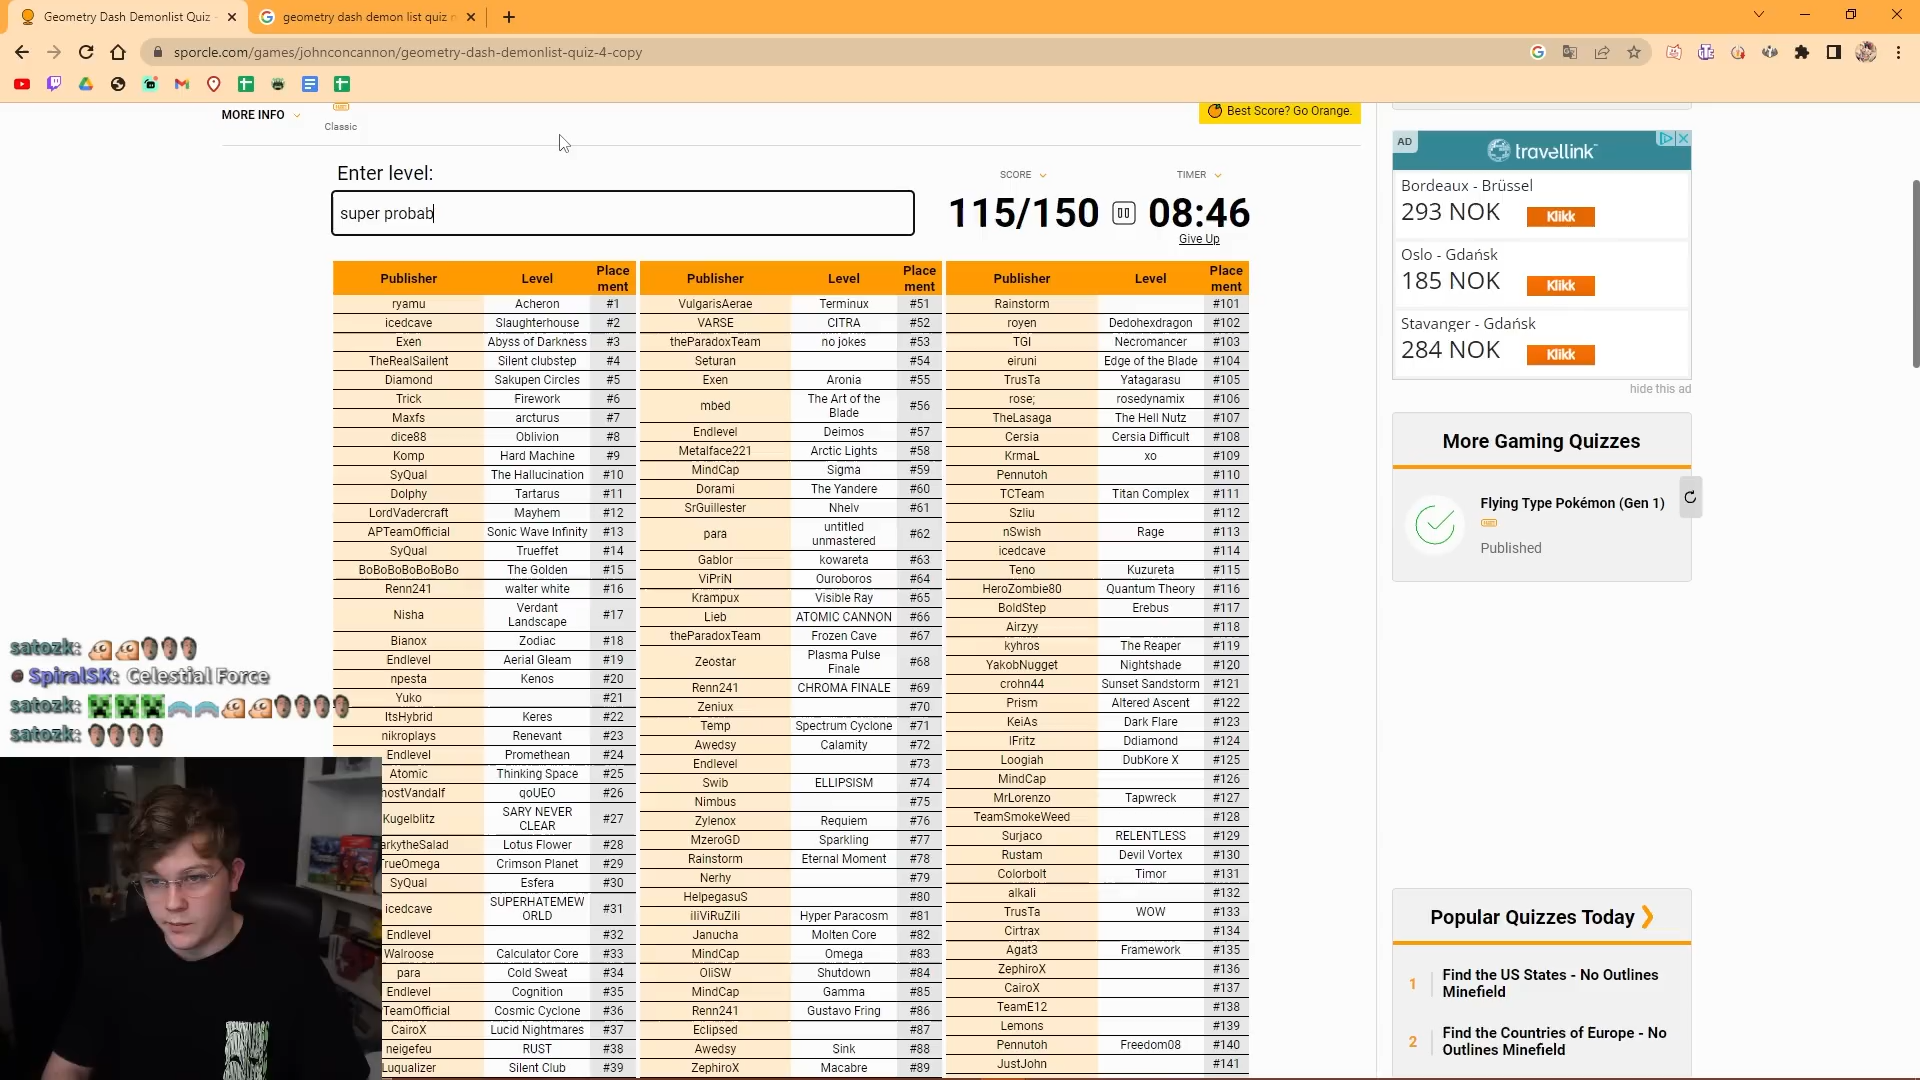 Geometry Dash Demonlist Quiz -
geometry dash demon list quiz
sporcle.com/games/johnconcannon/geometry-dash-demonlist-quiz-4-copy
MORE INFO
Classic
Best Score? Go Orange.
Enter level:
super probab
SCORE
115/150
TIMER
08:46
Give Up
Publisher Level Placement
ryamu Acheron #1
icedcave Slaughterhouse #2
Exen Abyss of Darkness #3
TheRealSailent Silent clubstep #4
Diamond Sakupen Circles #5
Trick Firework #6
Maxfs arcturus #7
dice88 Oblivion #8
Komp Hard Machine #9
SyQual The Hallucination #10
Dolphy Tartarus #11
LordVadercraft Mayhem #12
APTeamOfficial Sonic Wave Infinity #13
SyQual Trueffet #14
BoBoBoBoBoBoBo The Golden #15
Renn241 walter white #16
Nisha Verdant Landscape #17
Bianox Zodiac #18
Endlevel Aerial Gleam #19
npesta Kenos #20
Yuko #21
ItsHybrid Keres #22
nikroplays Renevant #23
Endlevel Promethean #24
Atomic Thinking Space #25
nostVandalf qoUEO #26
Kugelblitz SARY NEVER CLEAR #27
arkytheSalad Lotus Flower #28
TrueOmega Crimson Planet #29
SyQual Esfera #30
icedcave SUPERHATEMEWORLD #31
Endlevel #32
Walroose Calculator Core #33
para Cold Sweat #34
Endlevel Cognition #35
TeamOfficial Cosmic Cyclone #36
CairoX Lucid Nightmares #37
neigefeu RUST #38
Luqualizer Silent Club #39
Publisher Level Placement
VulgarisAerae Terminux #51
VARSE CITRA #52
theParadoxTeam no jokes #53
Seturan #54
Exen Aronia #55
mbed The Art of the Blade #56
Endlevel Deimos #57
Metalface221 Arctic Lights #58
MindCap Sigma #59
Dorami The Yandere #60
SrGuillester Nhelv #61
para untitled unmastered #62
Gablor kowareta #63
ViPriN Ouroboros #64
Krampux Visible Ray #65
Lieb ATOMIC CANNON #66
theParadoxTeam Frozen Cave #67
Zeostar Plasma Pulse Finale #68
Renn241 CHROMA FINALE #69
Zeniux #70
Temp Spectrum Cyclone #71
Awedsy Calamity #72
Endlevel #73
Swib ELLIPSISM #74
Nimbus #75
Zylenox Requiem #76
MzeroGD Sparkling #77
Rainstorm Eternal Moment #78
Nerhy #79
HelpegasuS #80
iIiViRuZiIi Hyper Paracosm #81
Janucha Molten Core #82
MindCap Omega #83
OliSW Shutdown #84
MindCap Gamma #85
Renn241 Gustavo Fring #86
Eclipsed #87
Awedsy Sink #88
ZephiroX Macabre #89
Publisher Level Placement
Rainstorm #101
royen Dedohexdragon #102
TGI Necromancer #103
eiruni Edge of the Blade #104
TrusTa Yatagarasu #105
rose; rosedynamix #106
TheLasaga The Hell Nutz #107
Cersia Cersia Difficult #108
KrmaL xo #109
Pennutoh #110
TCTeam Titan Complex #111
Szliu #112
nSwish Rage #113
icedcave #114
Teno Kuzureta #115
HeroZombie80 Quantum Theory #116
BoldStep Erebus #117
Airzyy #118
kyhros The Reaper #119
YakobNugget Nightshade #120
crohn44 Sunset Sandstorm #121
Prism Altered Ascent #122
KeiAs Dark Flare #123
IFritz Ddiamond #124
Loogiah DubKore X #125
MindCap #126
MrLorenzo Tapwreck #127
TeamSmokeWeed #128
Surjaco RELENTLESS #129
Rustam Devil Vortex #130
Colorbolt Timor #131
alkali #132
TrusTa WOW #133
Cirtrax #134
Agat3 Framework #135
ZephiroX #136
CairoX #137
TeamE12 #138
Lemons #139
Pennutoh Freedom08 #140
JustJohn #141
satozk:
SpiralSK: Celestial Force
satozk:
satozk:
AD
travellink
Bordeaux - Brüssel
293 NOK Klikk
Oslo - Gdańsk
185 NOK Klikk
Stavanger - Gdańsk
284 NOK Klikk
hide this ad
More Gaming Quizzes
Flying Type Pokémon (Gen 1)
Published
Popular Quizzes Today
1 Find the US States - No Outlines
Minefield
2 Find the Countries of Europe - No
Outlines Minefield